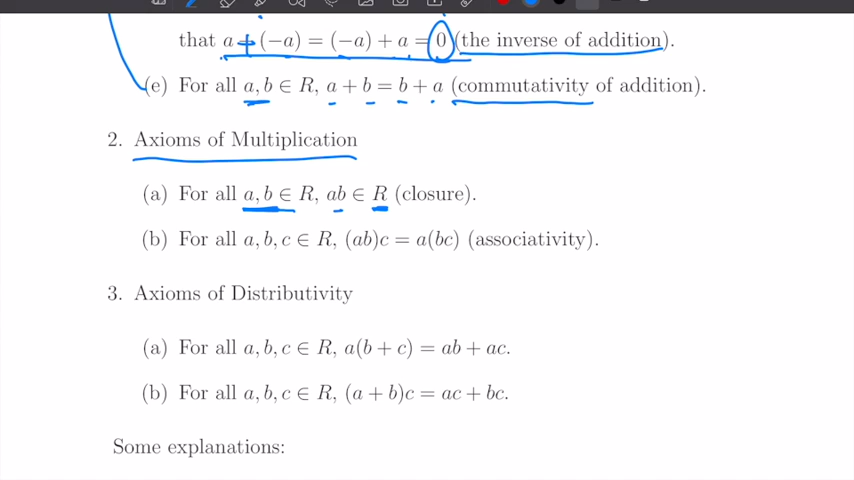 that a + (−a) = (−a) + a = 0 (the inverse of addition).
(e) For all a, b ∈ R, a + b = b + a (commutativity of addition).
2. Axioms of Multiplication
(a) For all a, b ∈ R, ab ∈ R (closure).
(b) For all a, b, c ∈ R, (ab)c = a(bc) (associativity).
3. Axioms of Distributivity
(a) For all a, b, c ∈ R, a(b + c) = ab + ac.
(b) For all a, b, c ∈ R, (a + b)c = ac + bc.
Some explanations: